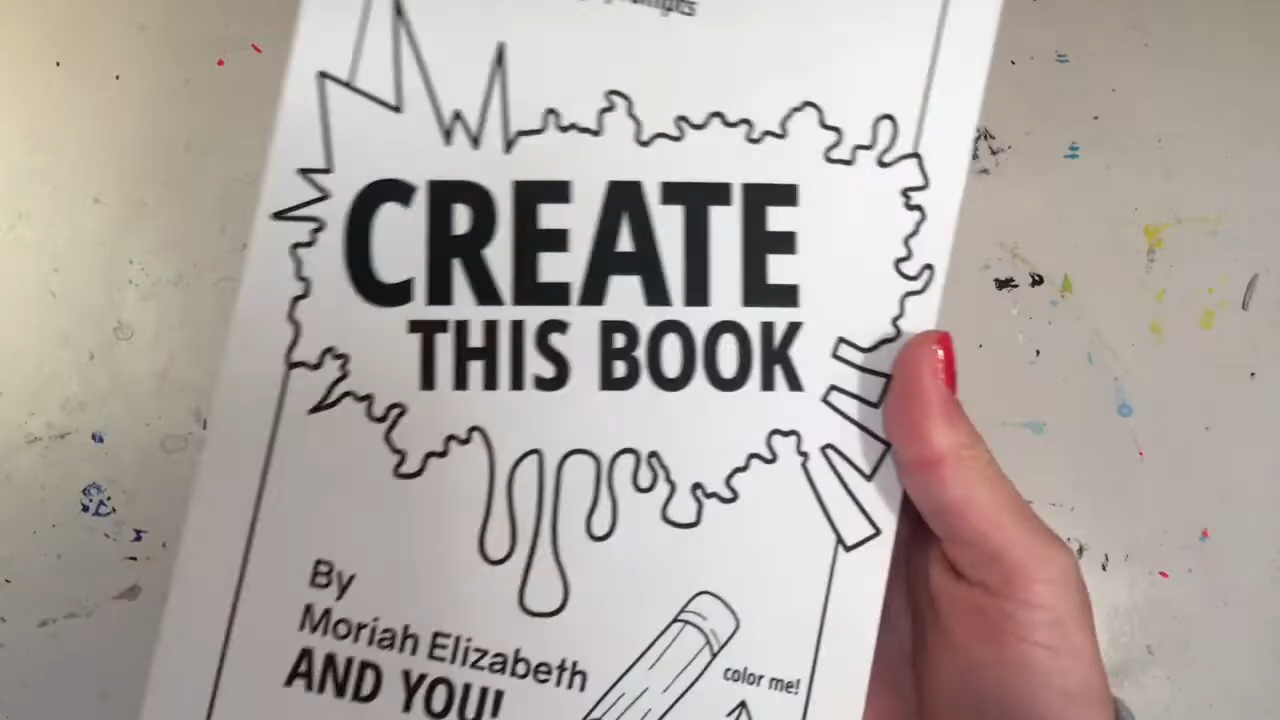 CREATE
THIS BOOK
By
Moriah Elizabeth
AND YOU!
color me!